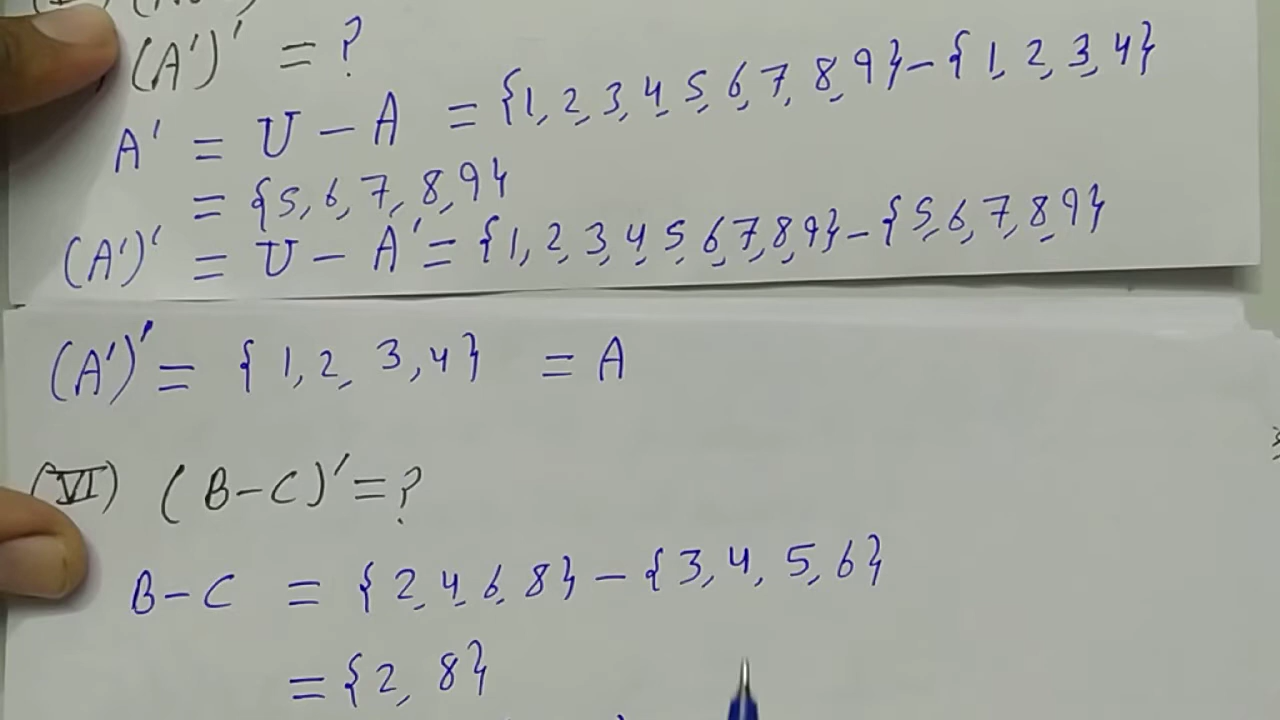 (A')' = ?
A' = U - A = {1, 2, 3, 4, 5, 6, 7, 8, 9} - {1, 2, 3, 4}
= {5, 6, 7, 8, 9}
(A')' = U - A' = {1, 2, 3, 4, 5, 6, 7, 8, 9} - {5, 6, 7, 8, 9}
(A')' = {1, 2, 3, 4} = A
(VI) (B-C)' = ?
B-C = {2, 4, 6, 8} - {3, 4, 5, 6}
= {2, 8}